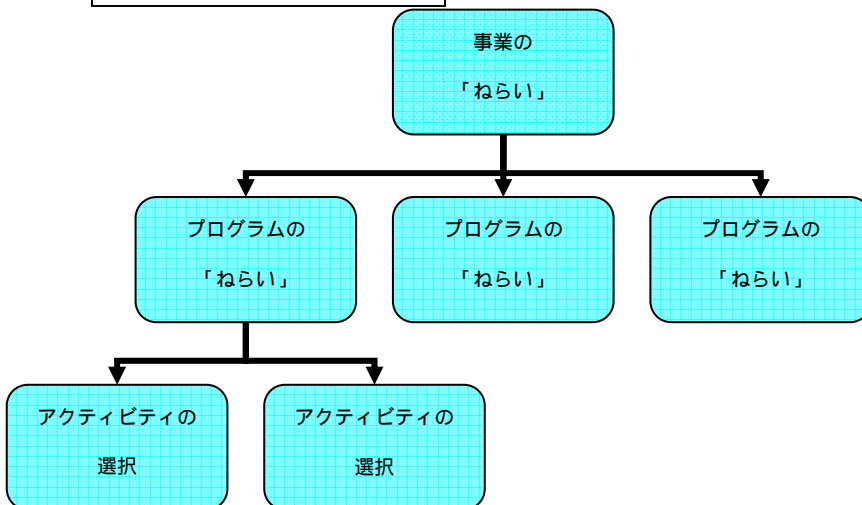 事業の
「ねらい」
プログラムの
「ねらい」
プログラムの
「ねらい」
プログラムの
「ねらい」
アクティビティの
選択
アクティビティの
選択